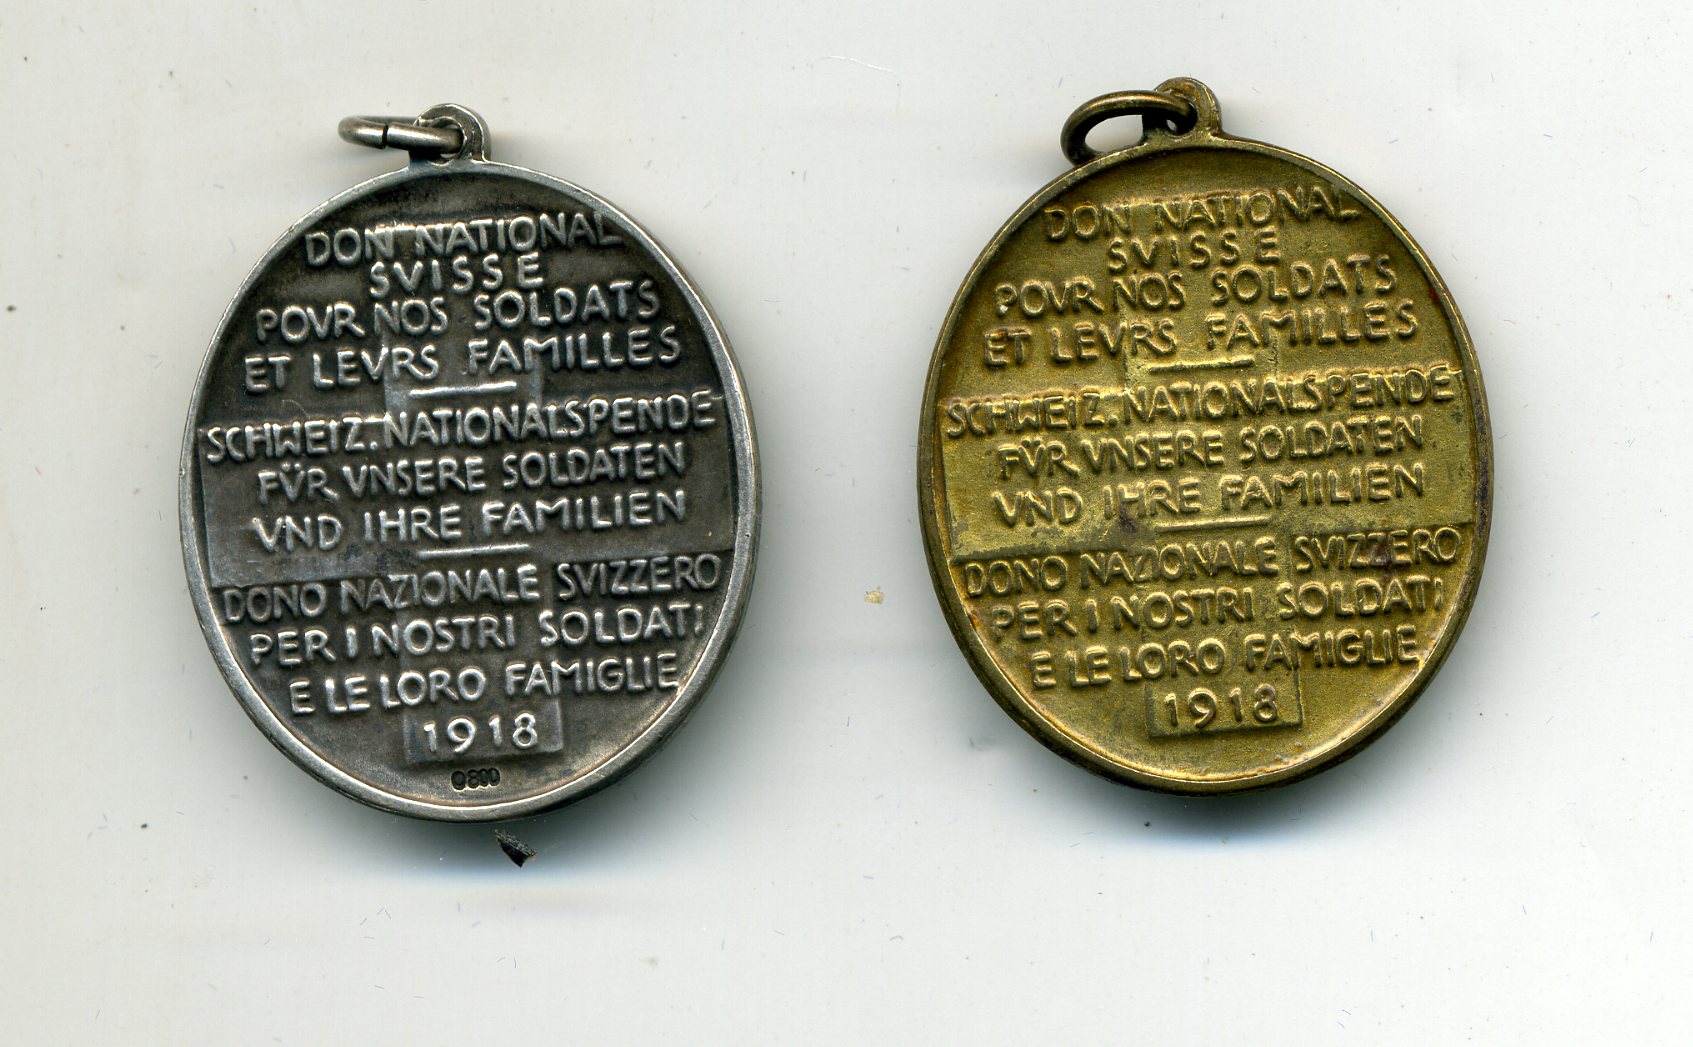 DON NATIONAL
SVISSE
POVR NOS SOLDATS
ET LEVRS FAMILLES
SCHWEIZ. NATIONALSPENDE
FÜR VNSERE SOLDATEN
VND IHRE FAMILIEN
DONO NAZIONALE SVIZZERO
PER I NOSTRI SOLDATI
E LE LORO FAMIGLIE
1918
800
DON NATIONAL
SVISSE
POVR NOS SOLDATS
ET LEVRS FAMILLES
SCHWEIZ. NATIONALSPENDE
FÜR VNSERE SOLDATEN
VND IHRE FAMILIEN
DONO NAZIONALE SVIZZERO
PER I NOSTRI SOLDATI
E LE LORO FAMIGLIE
1918